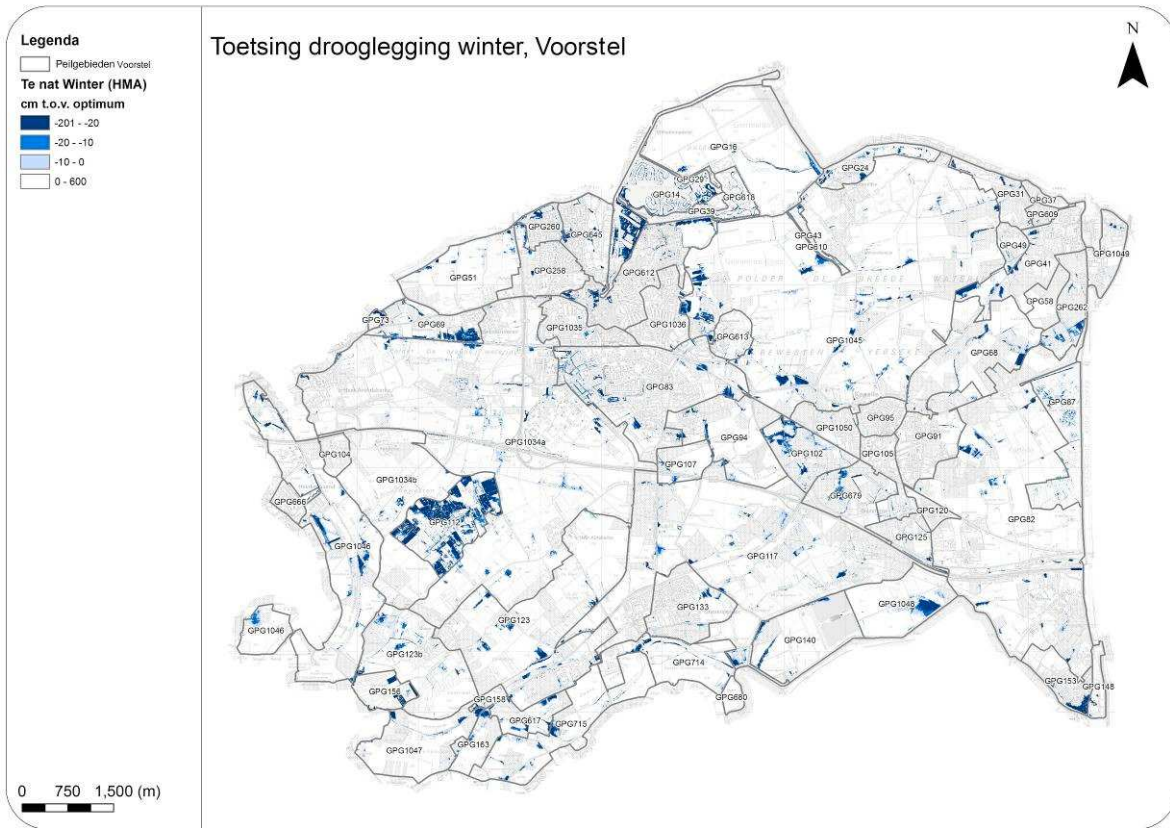 Legenda
Peilgebieden Voorstel
Te nat Winter (HMA)
cm t.o.v. optimum
-201 - -20
-20 - -10
-10 - 0
0 - 600
0 750 1,500 (m)
Toetsing drooglegging winter, Voorstel
N
GPG16
GPG24
GPG29
GPG14
GPG618
GPG39
GPG31
GPG37
GPG609
GPG43
GPG610
GPG49
GPG41
GPG1049
GPG260
GPG645
GPG258
GPG612
GPG51
GPG58
GPG262
GPG73
GPG69
GPG1035
GPG1036
GPG613
GPG1045
GPG68
GPG83
GPG87
GPG95
GPG1050
GPG91
GPG94
GPG102
GPG105
GPG1034a
GPG104
GPG107
GPG1034b
GPG666
GPG679
GPG120
GPG82
GPG112
GPG125
GPG1046
GPG117
GPG133
GPG1048
GPG123
GPG1046
GPG140
GPG123b
GPG714
GPG153
GPG148
GPG156
GPG158
GPG680
GPG617
GPG715
GPG163
GPG1047